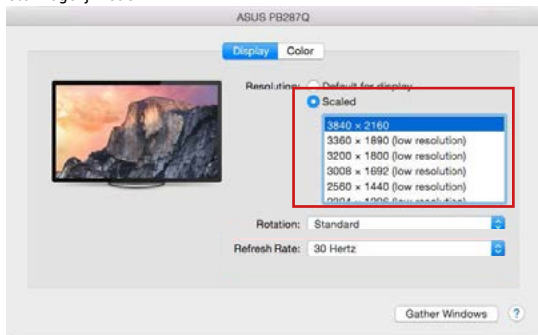 ASUS PB287Q
Display Color
Resolution: Default for display
Scaled
3840 × 2160
3360 × 1890 (low resolution)
3200 × 1800 (low resolution)
3008 × 1692 (low resolution)
2560 × 1440 (low resolution)
Rotation: Standard
Refresh Rate: 30 Hertz
Gather Windows ?